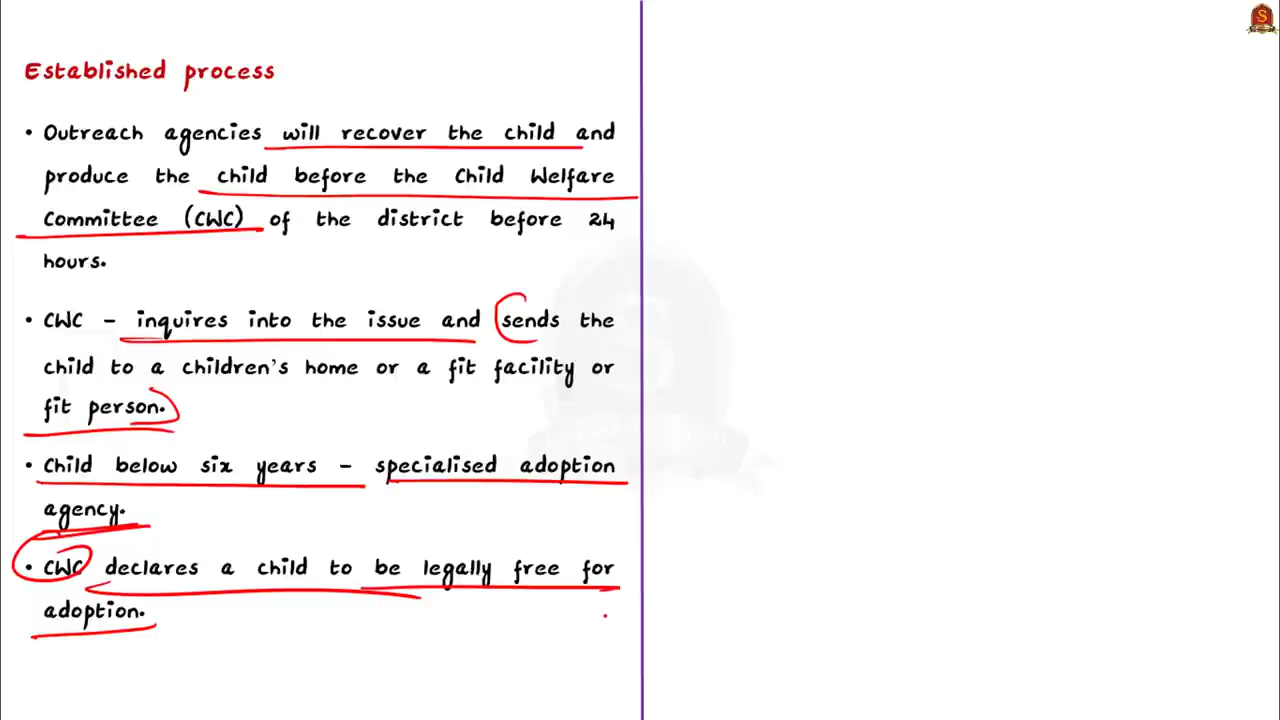 Established process
• Outreach agencies will recover the child and
produce the child before the Child Welfare
Committee (CWC) of the district before 24
hours.
• CWC – inquires into the issue and sends the
child to a children's home or a fit facility or
fit person.
• Child below six years – specialised adoption
agency.
• CWC declares a child to be legally free for
adoption.